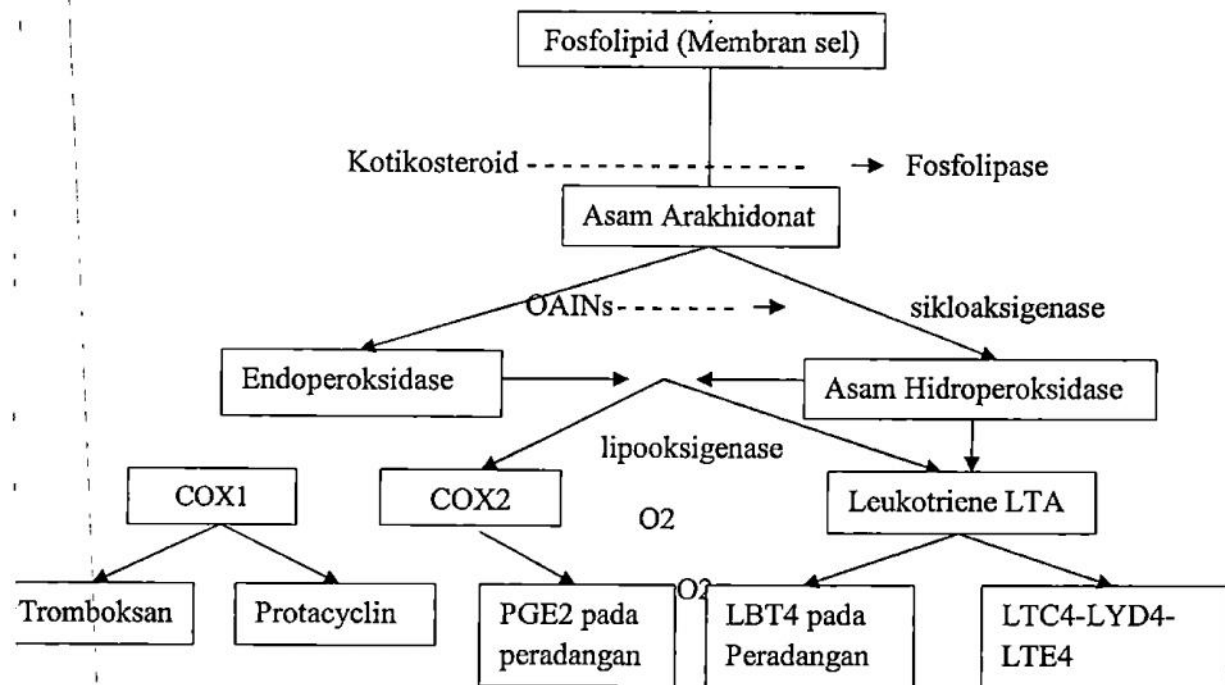 Fosfolipid (Membran sel)
Kotikosteroid
Fosfolipase
Asam Arakhidonat
OAINs
sikloaksigenase
Endoperoksidase
Asam Hidroperoksidase
lipooksigenase
COX1
COX2
Leukotriene LTA
O2
O2
Tromboksan
Protacyclin
PGE2 pada
peradangan
LBT4 pada
Peradangan
LTC4-LYD4-
LTE4